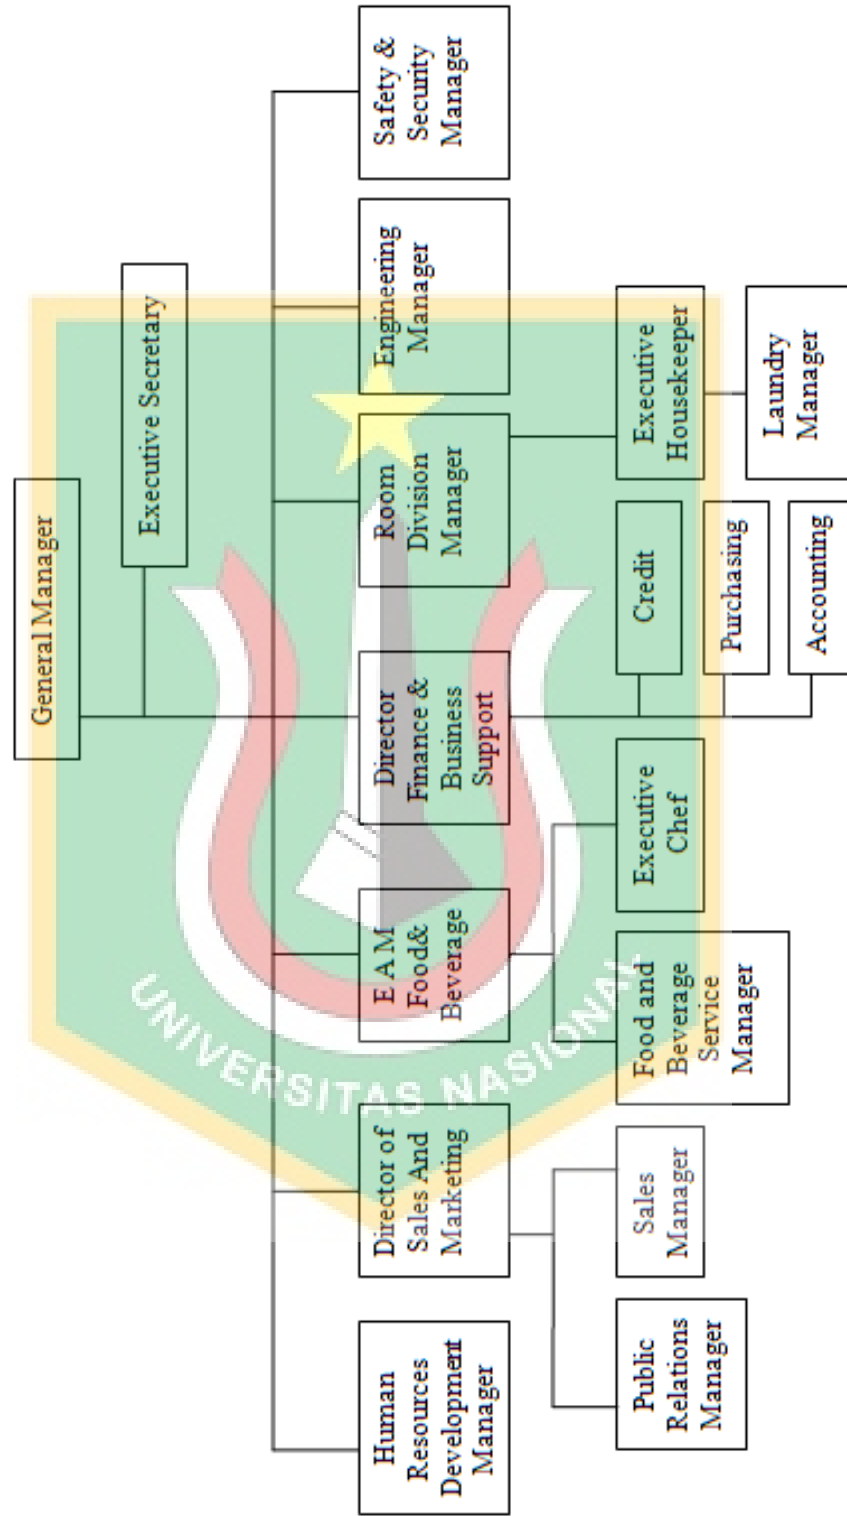 General Manager
Executive Secretary
Human
Resources
Development
Manager
Director of
Sales And
Marketing
E A M
Food&
Beverage
Director
Finance &
Business
Support
Room
Division
Manager
Engineering
Manager
Safety &
Security
Manager
Public
Relations
Manager
Sales
Manager
Food and
Beverage
Service
Manager
Executive
Chef
Credit
Purchasing
Accounting
Executive
Housekeeper
Laundry
Manager
UNIVERSITAS NASIONAL